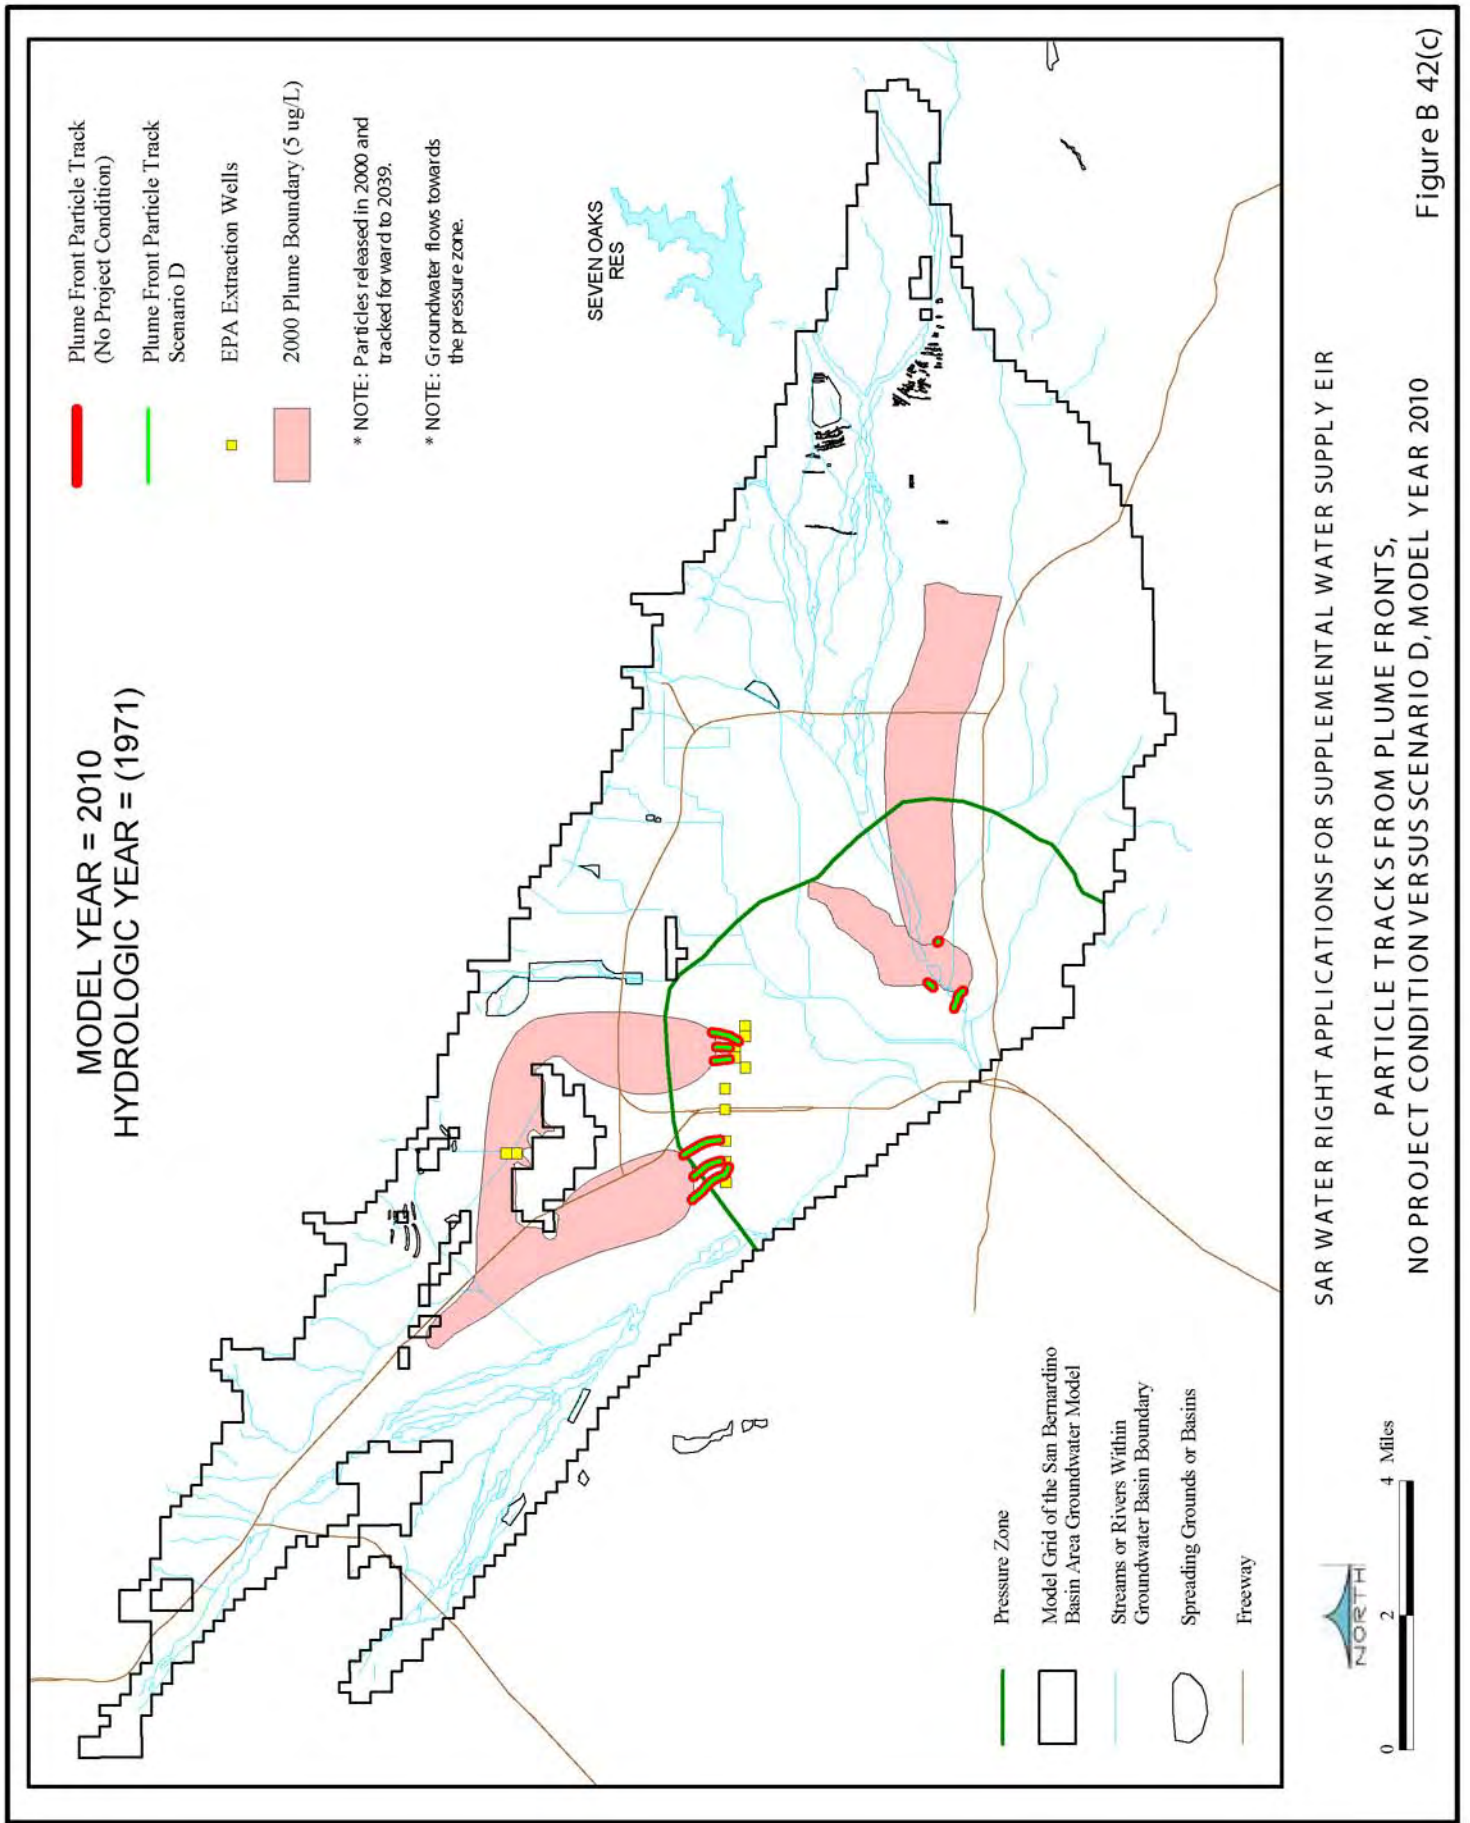 MODEL YEAR = 2010
HYDROLOGIC YEAR = (1971)
Plume Front Particle Track
(No Project Condition)
Plume Front Particle Track
Scenario D
EPA Extraction Wells
2000 Plume Boundary (5 ug/L)
* NOTE: Particles released in 2000 and
tracked forward to 2039.
* NOTE: Groundwater flows towards
the pressure zone.
SEVEN OAKS
RES
Pressure Zone
Model Grid of the San Bernardino
Basin Area Groundwater Model
Streams or Rivers Within
Groundwater Basin Boundary
Spreading Grounds or Basins
Freeway
NORTH
0 2 4 Miles
SAR WATER RIGHT APPLICATIONS FOR SUPPLEMENTAL WATER SUPPLY EIR
PARTICLE TRACKS FROM PLUME FRONTS,
NO PROJECT CONDITION VERSUS SCENARIO D, MODEL YEAR 2010
Figure B 42(c)